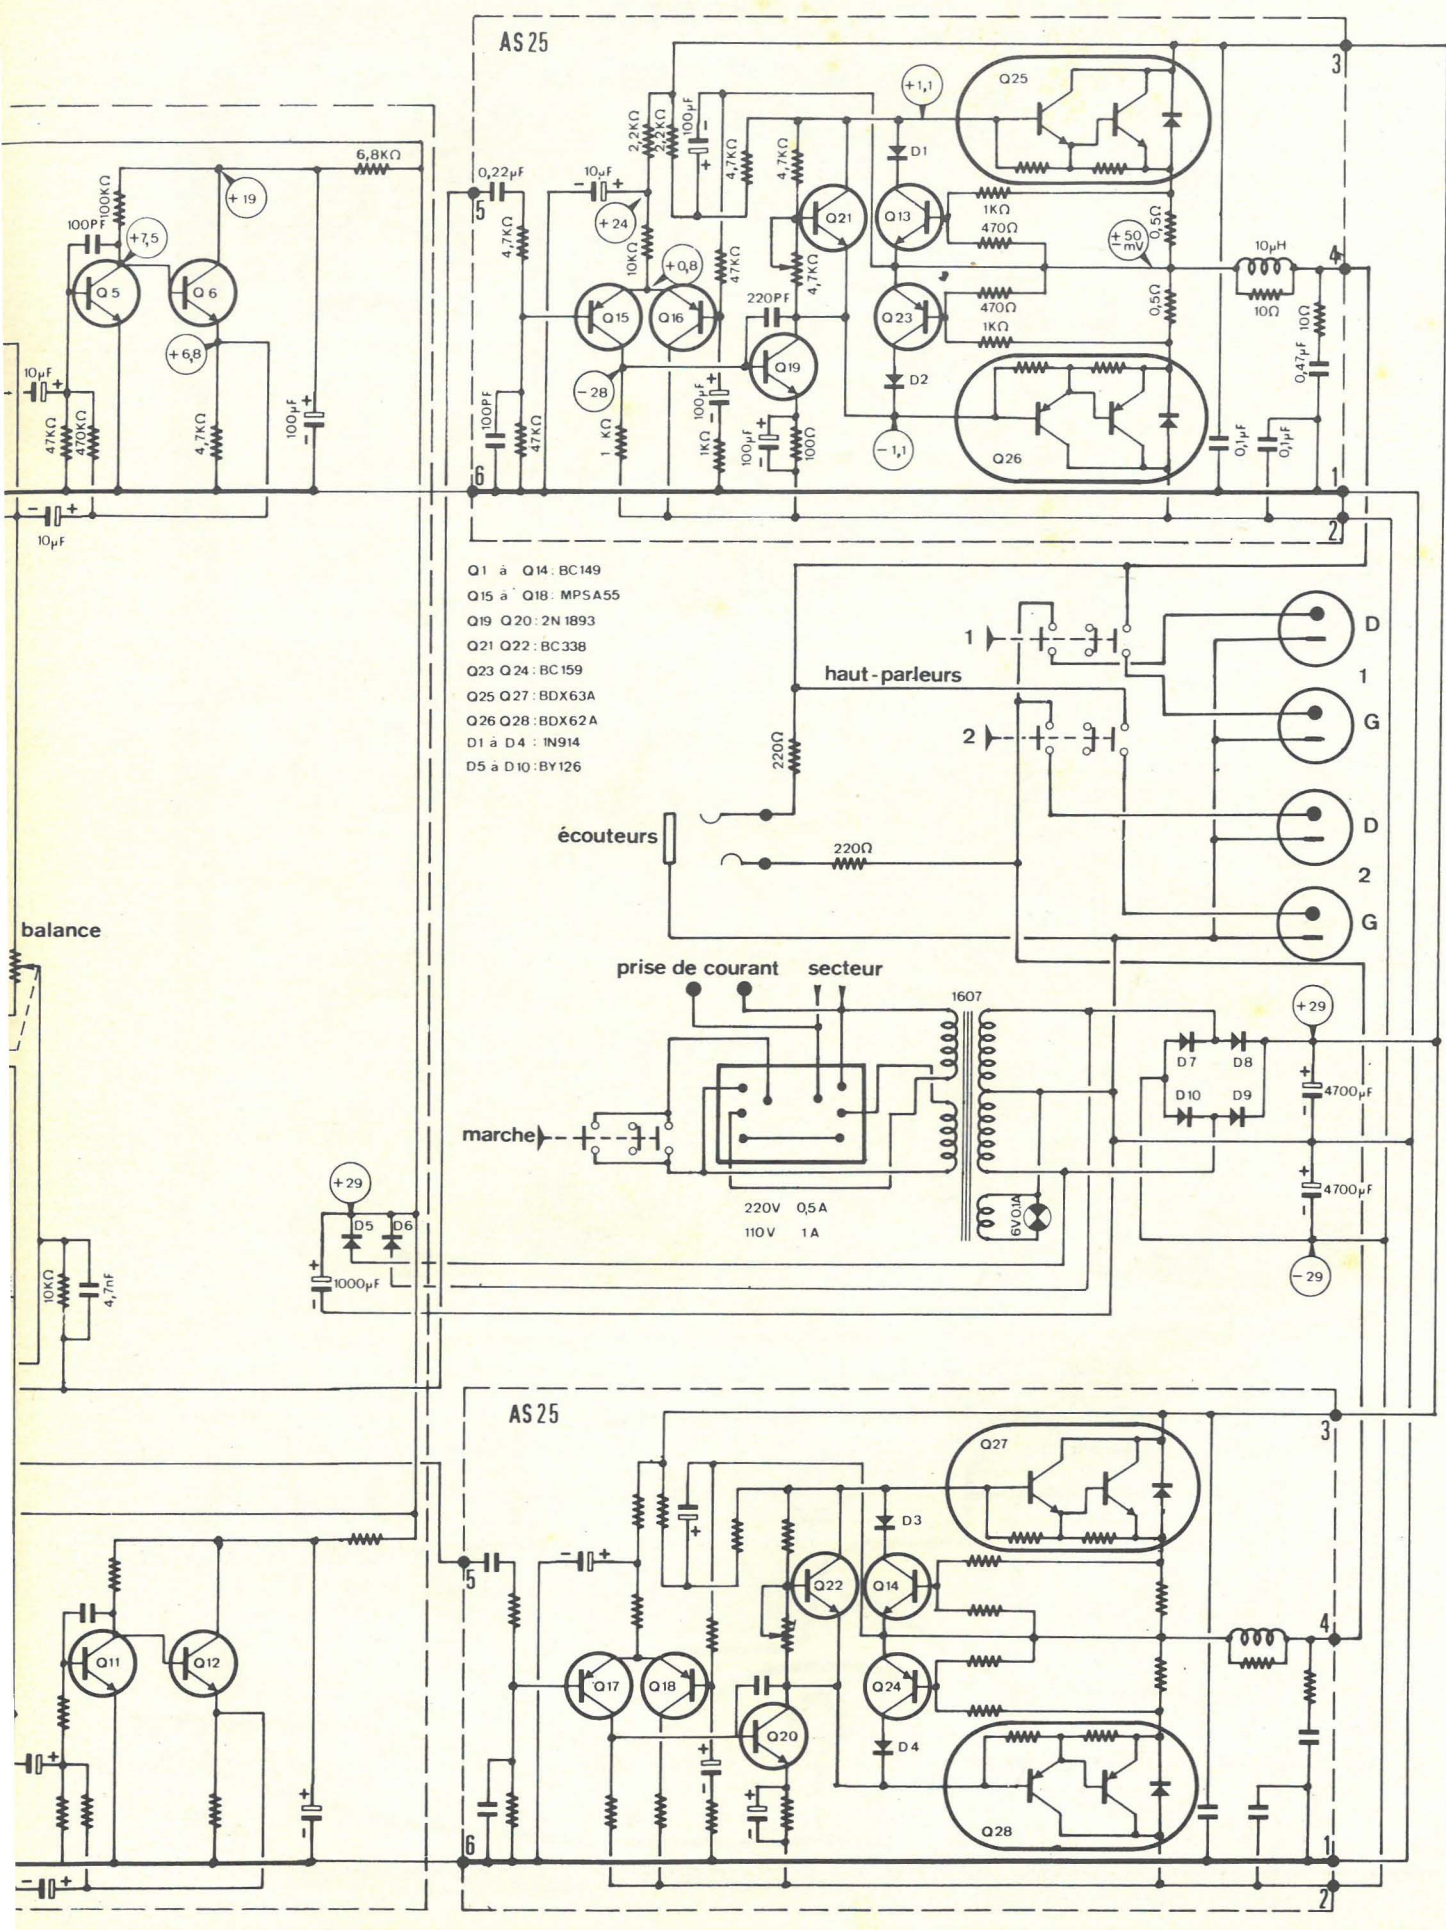 AS 25
3
Q25
+1,1
2,2KΩ
2,2KΩ
100µF
-
+
4,7KΩ
4,7KΩ
D1
6,8KΩ
0,22µF
10µF
- +
5
100KΩ
+19
100PF
+7,5
+24
Q21
Q13
1KΩ
470Ω
0,5Ω
+50
-mV
10µH
4
4,7KΩ
10KΩ
+0,8
47KΩ
4,7KΩ
Q5
Q6
220PF
Q15
Q16
Q23
470Ω
1KΩ
0,5Ω
10Ω
10Ω
+6,8
Q19
0,47µF
10µF
+
-28
D2
100µF
+
-
47KΩ
470KΩ
4,7KΩ
100µF
+
-
100PF
47KΩ
1 KΩ
1KΩ
100µF
+
-
100Ω
-1,1
Q26
0,1µF
0,1µF
6
1
2
- +
10µF
Q1 à Q14: BC149
Q15 à Q18: MPSA55
Q19 Q20: 2N1893
Q21 Q22: BC338
Q23 Q24: BC159
Q25 Q27: BDX63A
Q26 Q28: BDX62A
D1 à D4 : 1N914
D5 à D10: BY126
1
D
haut-parleurs
1
2
G
220Ω
écouteurs
220Ω
D
2
G
balance
prise de courant
secteur
1607
+29
D7
D8
D10
D9
+
4700µF
-
marche
+29
D5
D6
220V 0,5A
110V 1A
6V0,1A
+
4700µF
-
10KΩ
4,7nF
+
1000µF
-
-29
AS 25
3
Q27
+
D3
- +
5
Q22
Q14
4
Q11
Q12
Q17
Q18
Q24
Q20
D4
+
-
+
+
-
+
-
Q28
6
1
- +
2